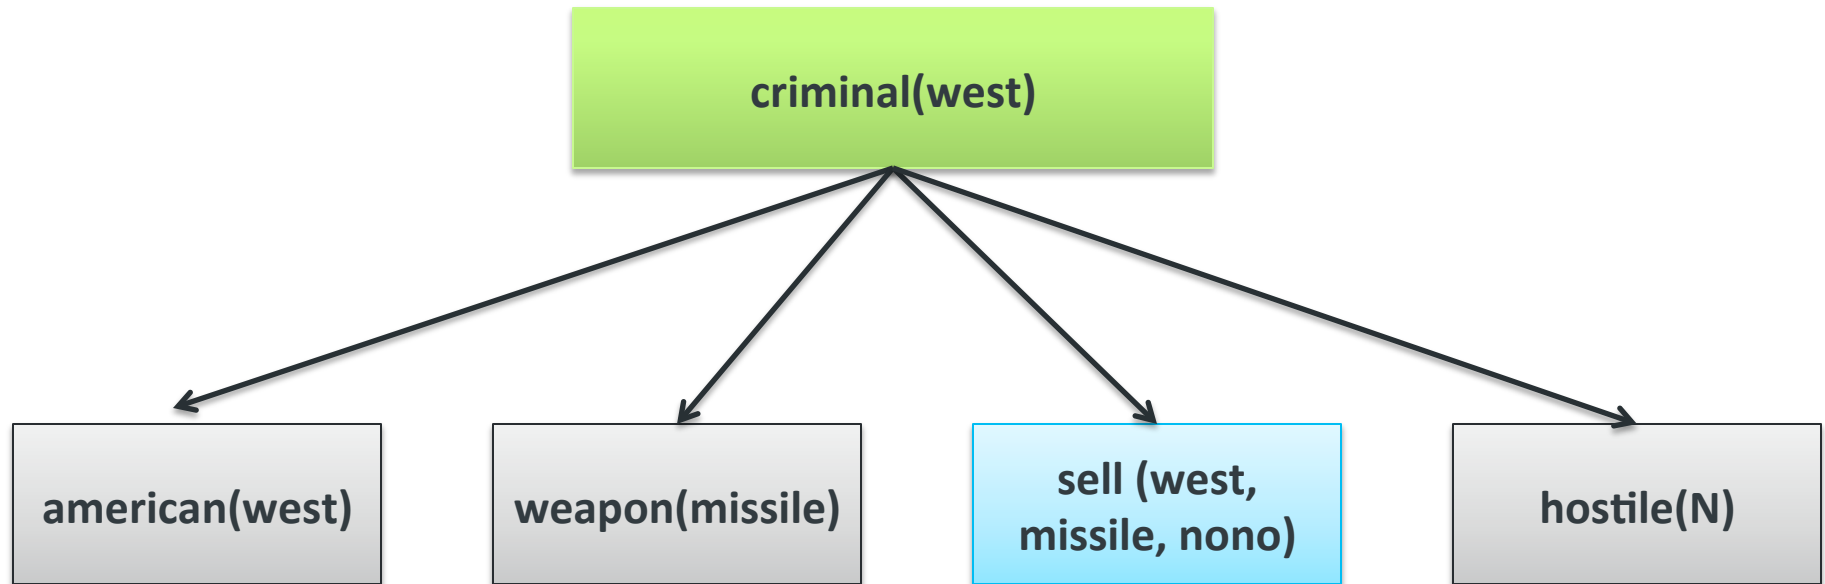 criminal(west)
american(west)
weapon(missile)
sell (west,
missile, nono)
hostile(N)